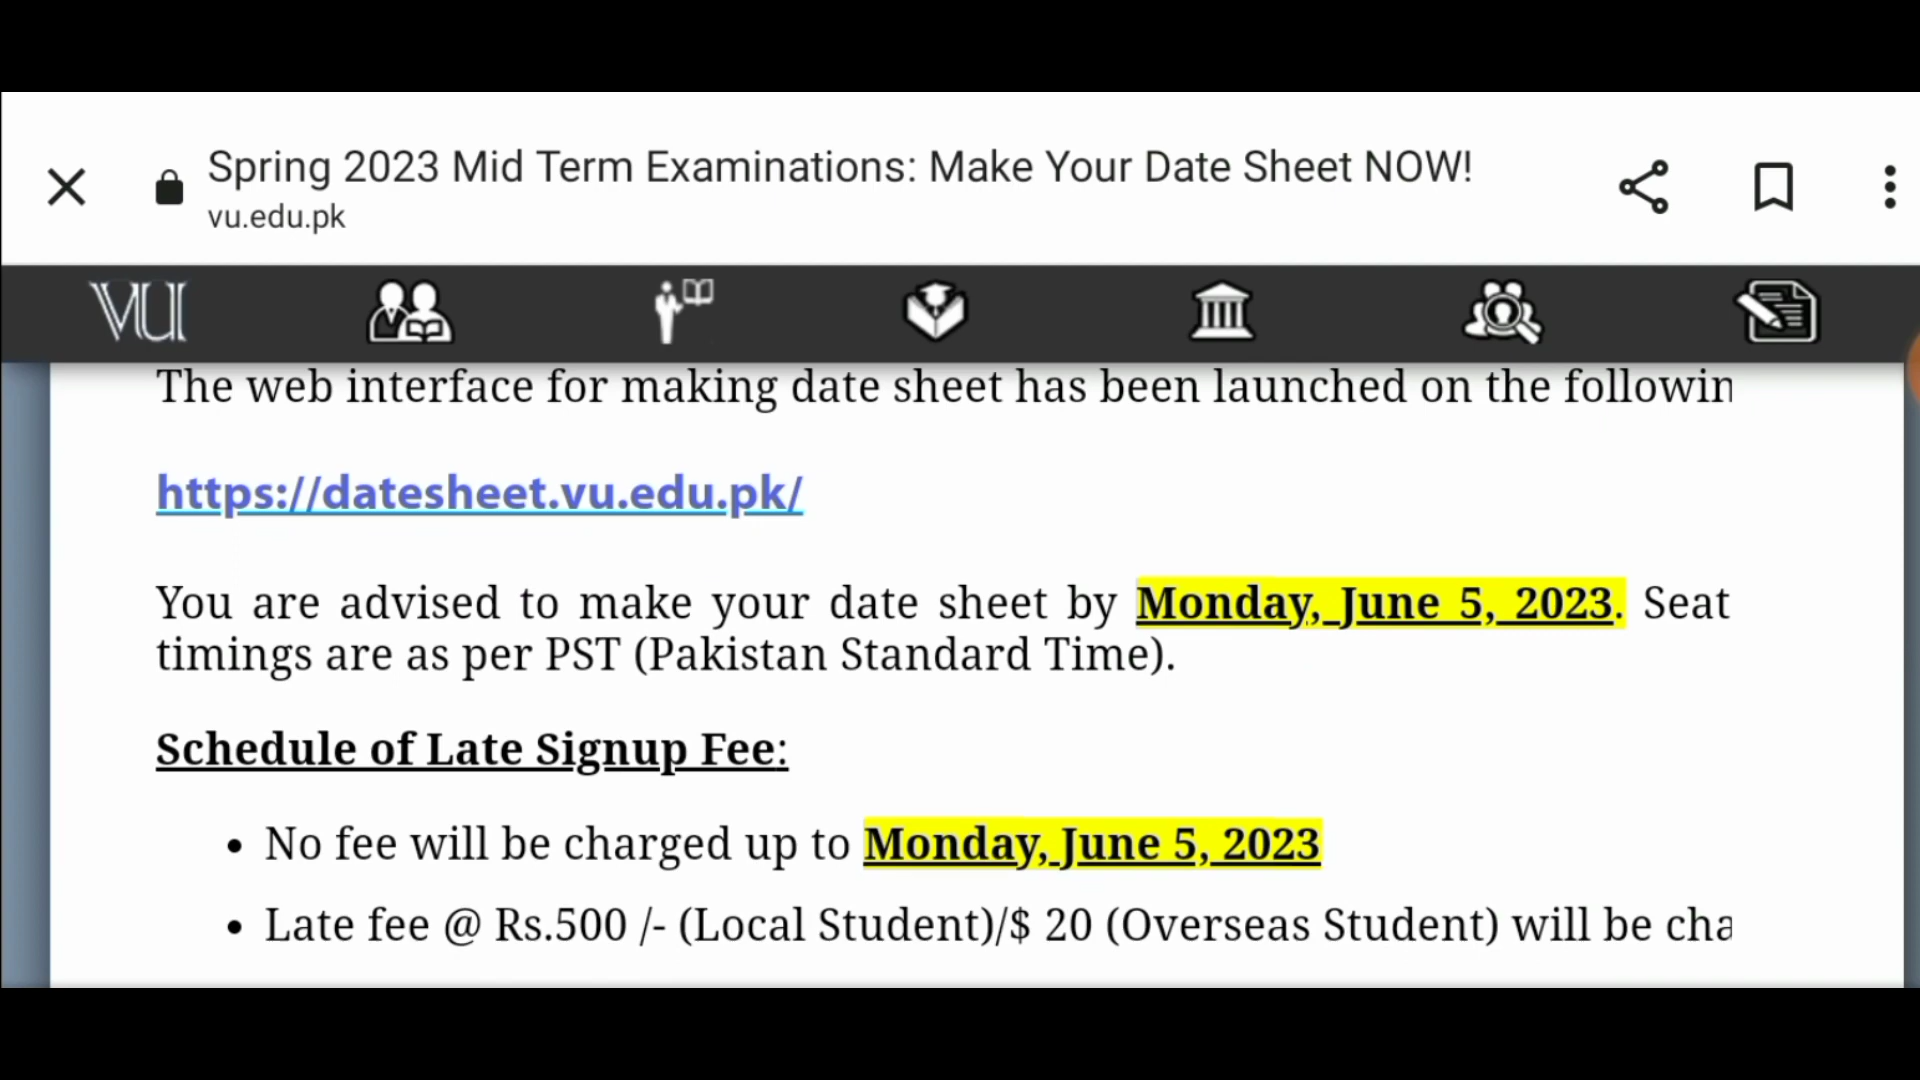 Spring 2023 Mid Term Examinations: Make Your Date Sheet NOW!
vu.edu.pk
VU
The web interface for making date sheet has been launched on the followin
https://datesheet.vu.edu.pk/
You are advised to make your date sheet by Monday, June 5, 2023. Seat
timings are as per PST (Pakistan Standard Time).
Schedule of Late Signup Fee:
• No fee will be charged up to Monday, June 5, 2023
• Late fee @ Rs.500 /- (Local Student)/$ 20 (Overseas Student) will be cha